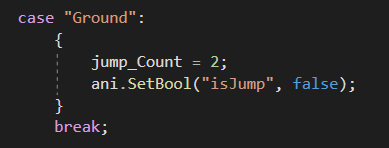 case "Ground":
{
jump_Count = 2;
ani.SetBool("isJump", false);
}
break;